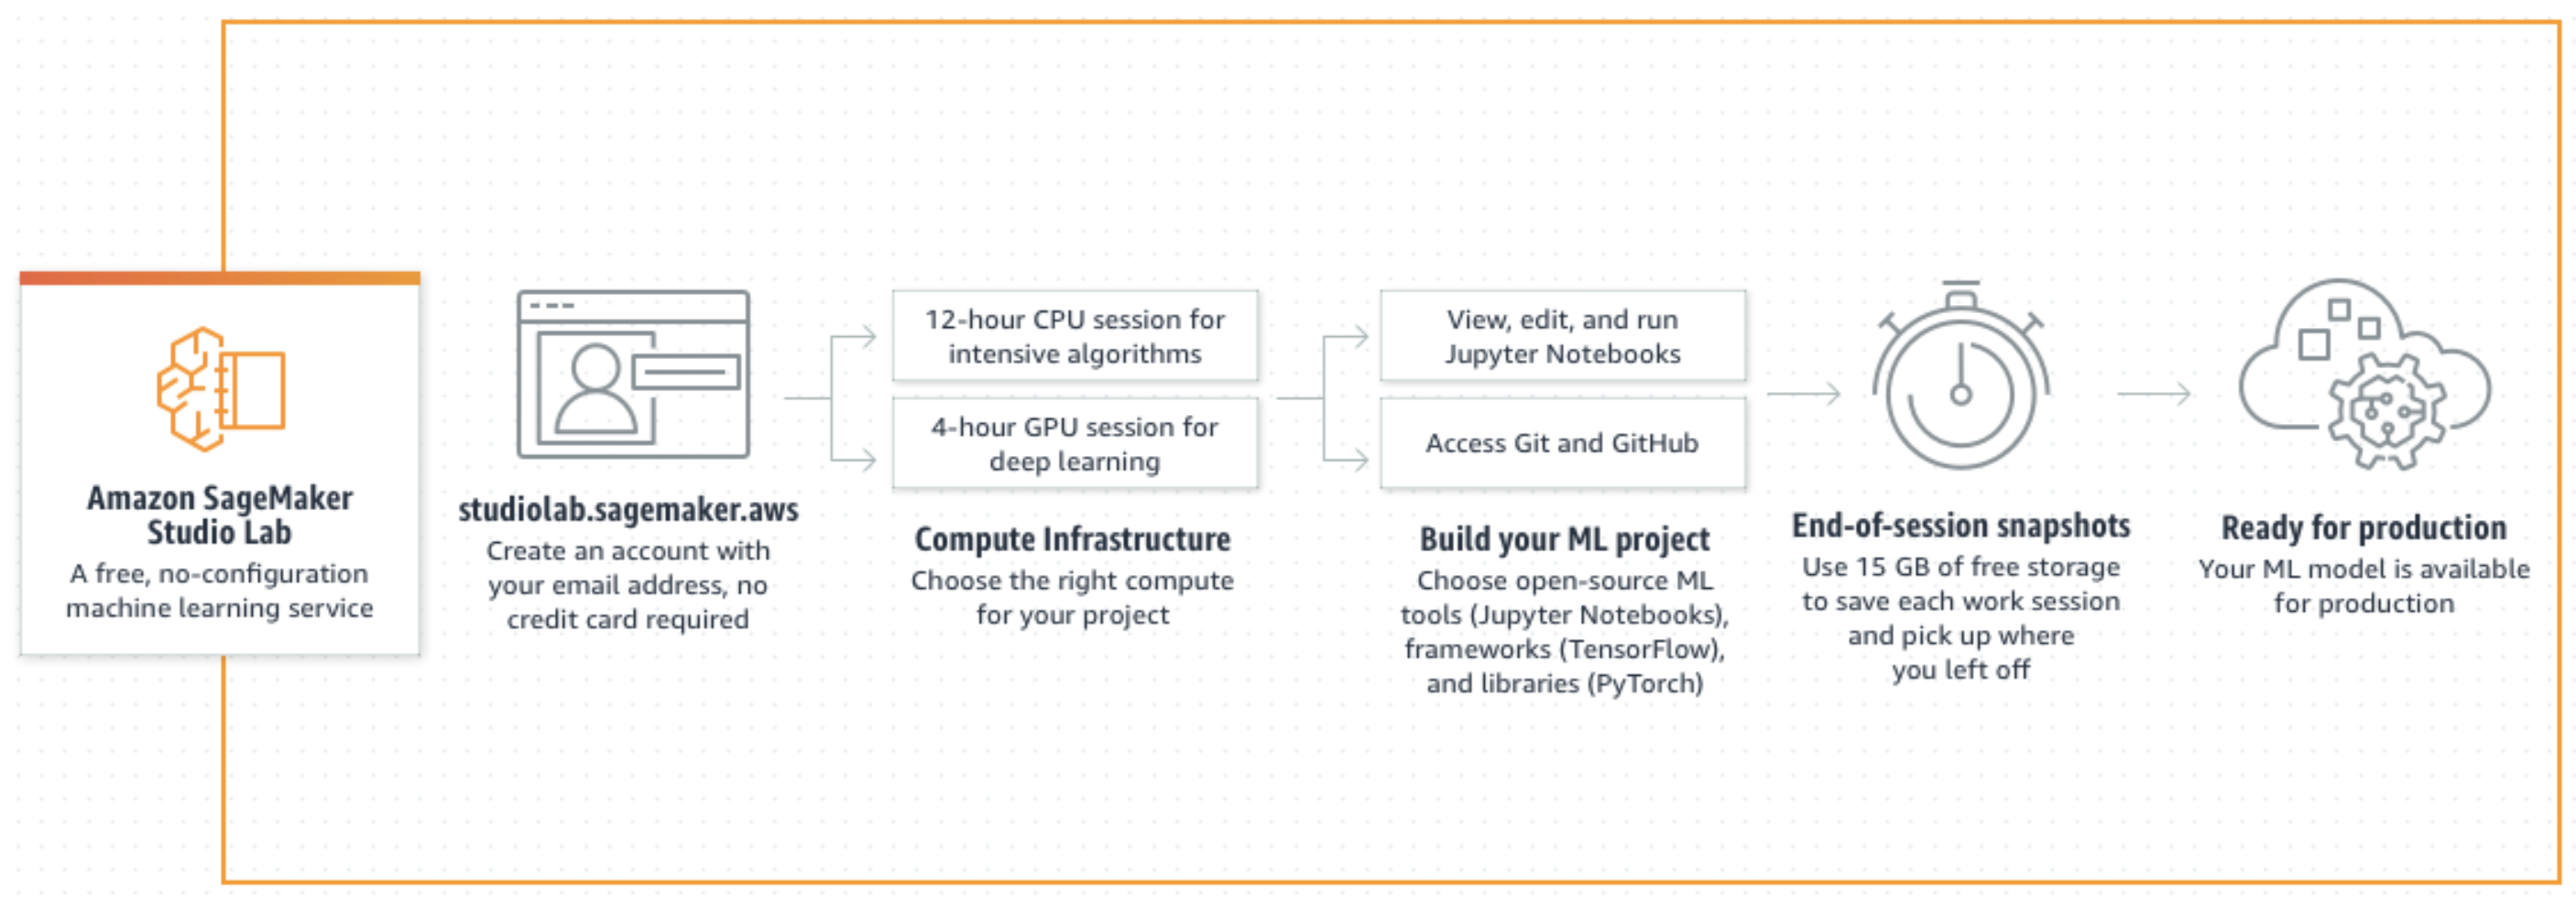 Amazon SageMaker
Studio Lab
A free, no-configuration
machine learning service
studiolab.sagemaker.aws
Create an account with
your email address, no
credit card required
12-hour CPU session for
intensive algorithms
4-hour GPU session for
deep learning
Compute Infrastructure
Choose the right compute
for your project
View, edit, and run
Jupyter Notebooks
Access Git and GitHub
Build your ML project
Choose open-source ML
tools (Jupyter Notebooks),
frameworks (TensorFlow),
and libraries (PyTorch)
End-of-session snapshots
Use 15 GB of free storage
to save each work session
and pick up where
you left off
Ready for production
Your ML model is available
for production